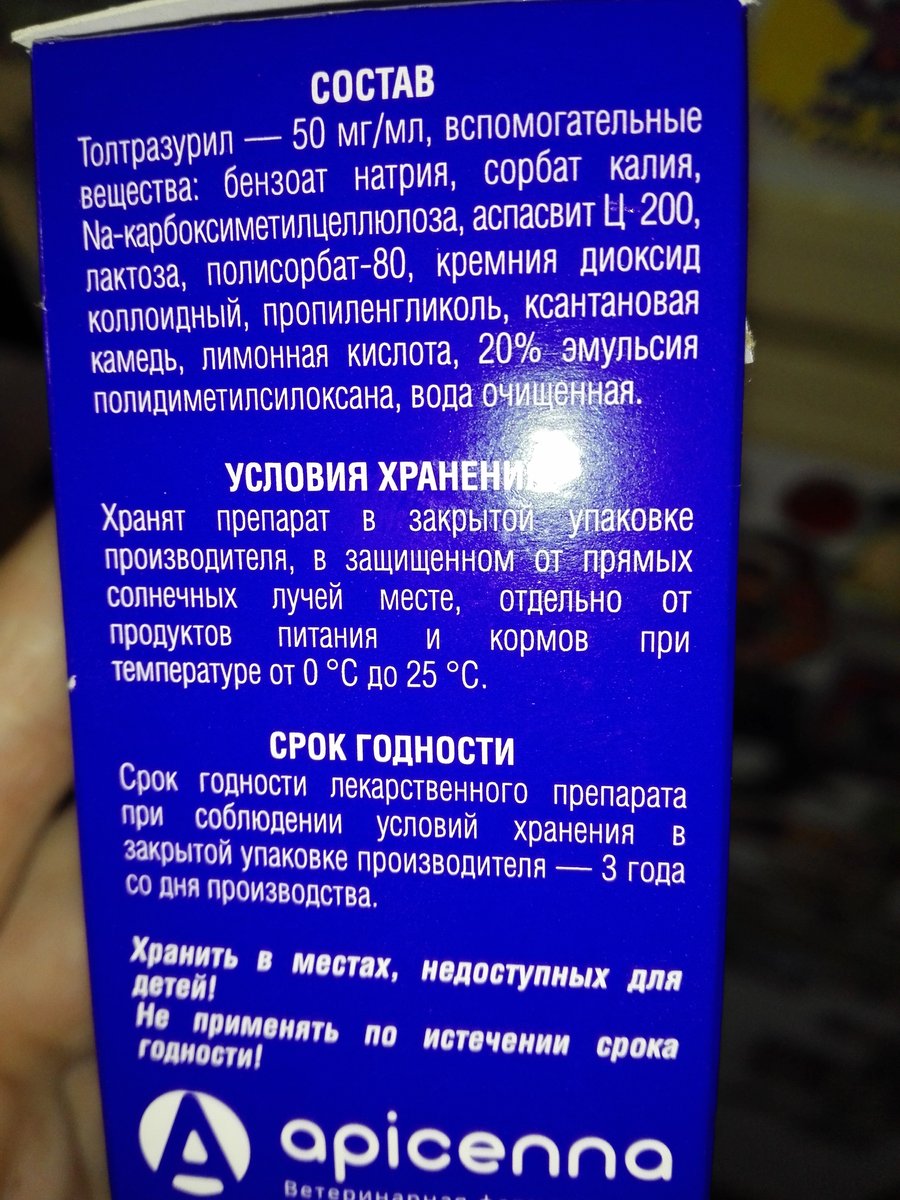 СОСТАВ
Толтразурил — 50 мг/мл, вспомогательные
вещества: бензоат натрия, сорбат калия,
Na-карбоксиметилцеллюлоза, аспасвит Ц-200,
лактоза, полисорбат-80, кремния диоксид
коллоидный, пропиленгликоль, ксантановая
камедь, лимонная кислота, 20% эмульсия
полидиметилсилоксана, вода очищенная.
УСЛОВИЯ ХРАНЕНИ
Хранят препарат в закрытой упаковке
производителя, в защищенном от прямых
солнечных лучей месте, отдельно от
продуктов питания и кормов при
температуре от 0 °С до 25 °С.
СРОК ГОДНОСТИ
Срок годности лекарственного препарата
при соблюдении условий хранения в
закрытой упаковке производителя — 3 года
со дня производства.
Хранить в местах, недоступных для
детей!
Не применять по истечении срока
годности!
apicenna
Ветеринарная